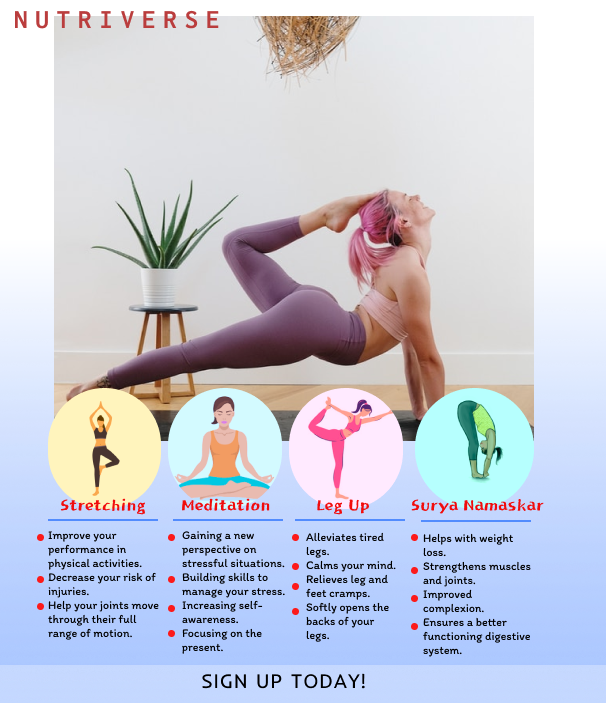 NUTRIVERSE
Stretching
Improve your
performance in
physical activities.
Decrease your risk of
injuries.
Help your joints move
through their full
range of motion.
Meditation
Gaining a new
perspective on
stressful situations.
Building skills to
manage your stress.
Increasing self-
awareness.
Focusing on the
present.
Leg Up
Alleviates tired
legs.
Calms your mind.
Relieves leg and
feet cramps.
Softly opens the
backs of your
legs.
Surya Namaskar
Helps with weight
loss.
Strengthens muscles
and joints.
Improved
complexion.
Ensures a better
functioning digestive
system.
SIGN UP TODAY!